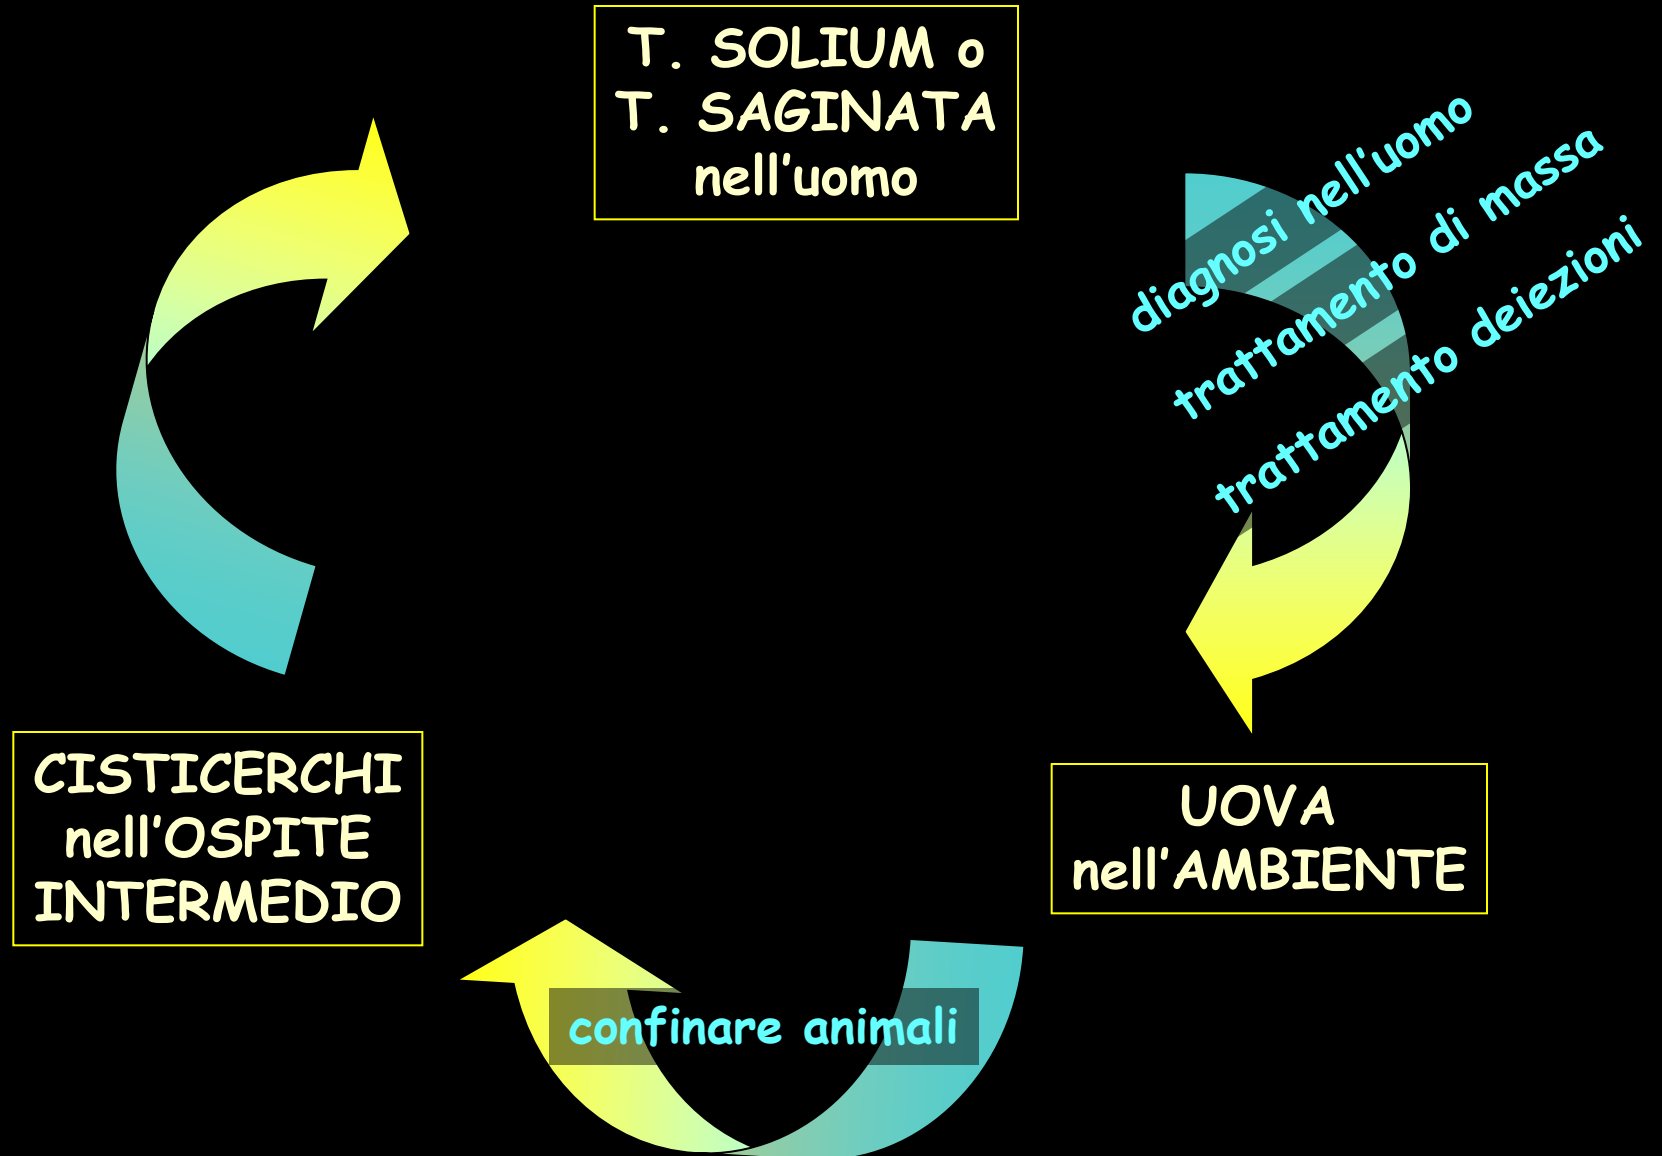 T. SOLIUM o
T. SAGINATA
nell'uomo
diagnosi nell'uomo
trattamento di massa
trattamento deiezioni
CISTICERCHI
nell'OSPITE
INTERMEDIO
UOVA
nell'AMBIENTE
confinare animali